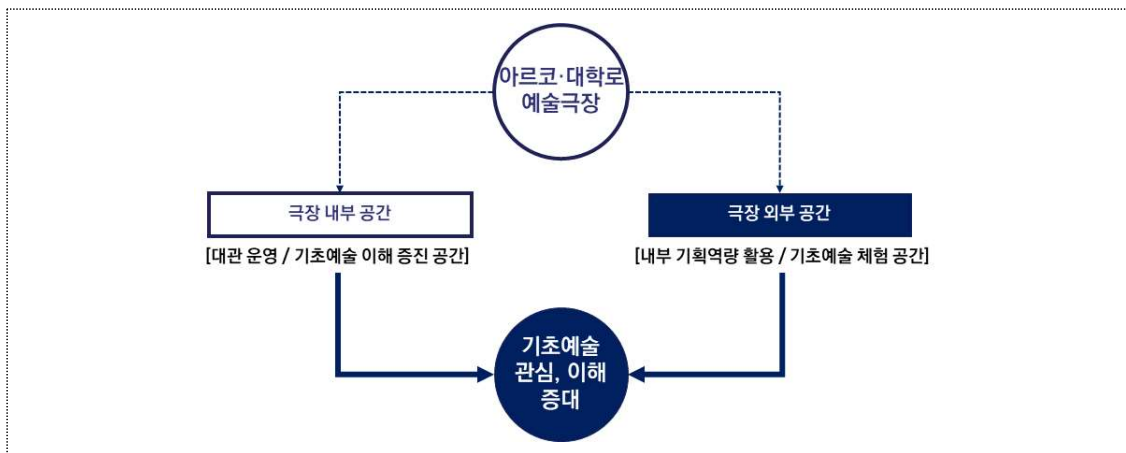 아르코·대학로
예술극장
극장 내부 공간
극장 외부 공간
[대관 운영 / 기초예술 이해 증진 공간]
[내부 기획역량 활용 / 기초예술 체험 공간]
기초예술
관심, 이해
증대